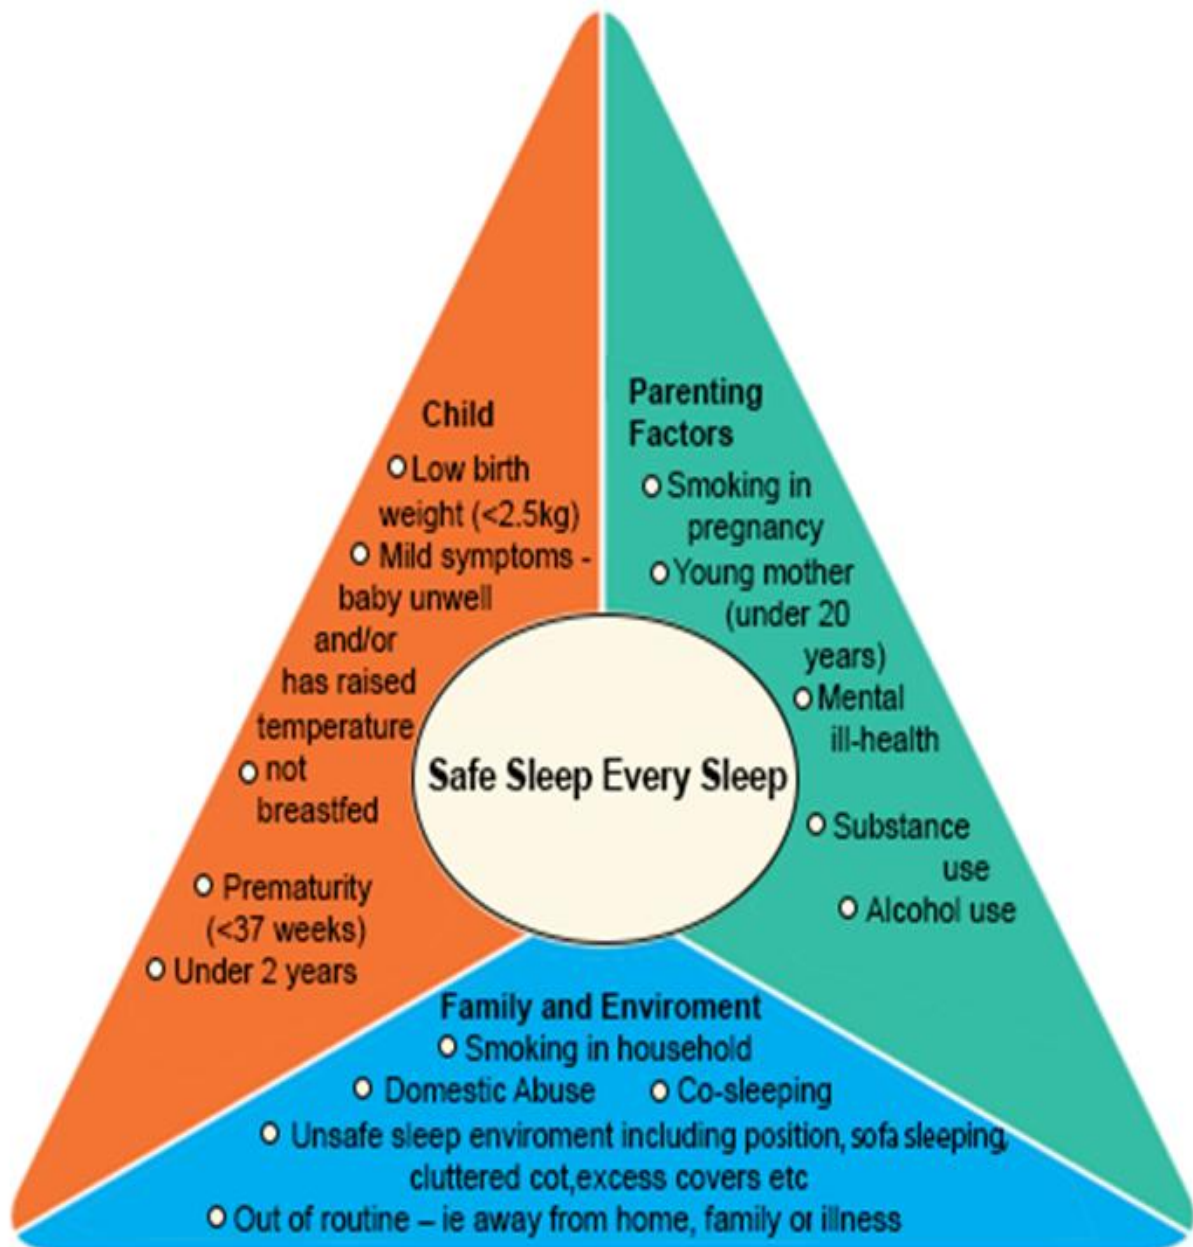 Child
○ Low birth
weight (<2.5kg)
○ Mild symptoms -
baby unwell
and/or
has raised
temperature
○ not
breastfed
○ Prematurity
(<37 weeks)
○ Under 2 years
Parenting
Factors
○ Smoking in
pregnancy
○ Young mother
(under 20
years)
○ Mental
ill-health
○ Substance
use
○ Alcohol use
Safe Sleep Every Sleep
Family and Enviroment
○ Smoking in household
○ Domestic Abuse ○ Co-sleeping
○ Unsafe sleep enviroment including position, sofa sleeping,
cluttered cot,excess covers etc
○ Out of routine – ie away from home, family or illness